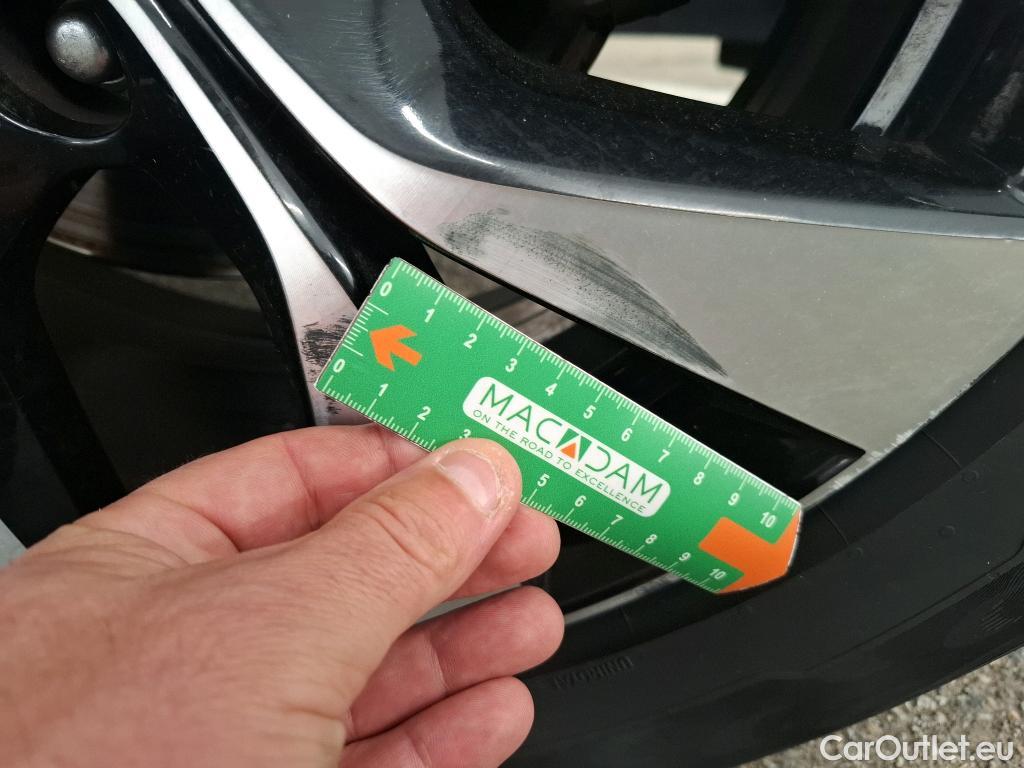 0 1 2 3 4 5 6 7 8 9 10
MACADAM
ON THE ROAD TO EXCELLENCE
0 1 2 3 5 6 7 8 9 10
UNIROYAL
CarOutlet.eu